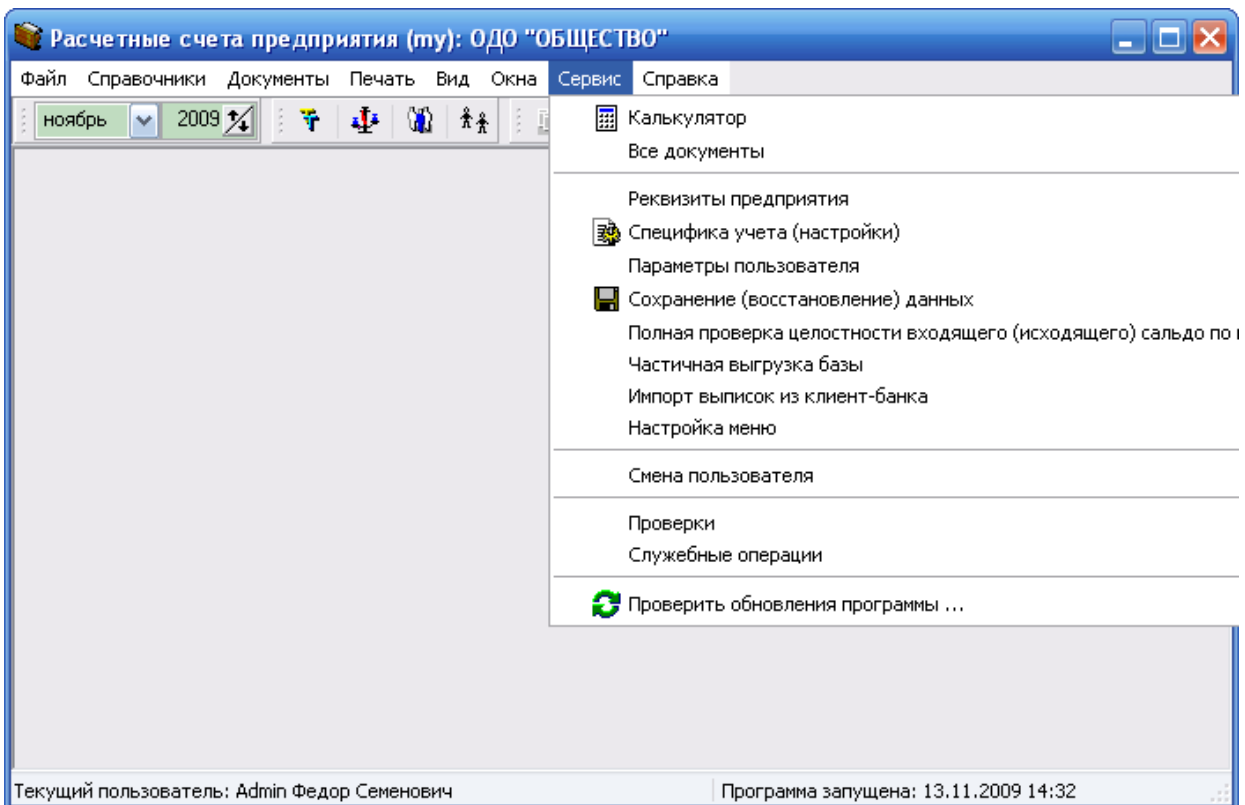 Расчетные счета предприятия (my): ОДО "ОБЩЕСТВО"
Файл Справочники Документы Печать Вид Окна Сервис Справка
ноябрь 2009
Калькулятор
Все документы
Реквизиты предприятия
Специфика учета (настройки)
Параметры пользователя
Сохранение (восстановление) данных
Полная проверка целостности входящего (исходящего) сальдо по
Частичная выгрузка базы
Импорт выписок из клиент-банка
Настройка меню
Смена пользователя
Проверки
Служебные операции
Проверить обновления программы ...
Текущий пользователь: Admin Федор Семенович Программа запущена: 13.11.2009 14:32